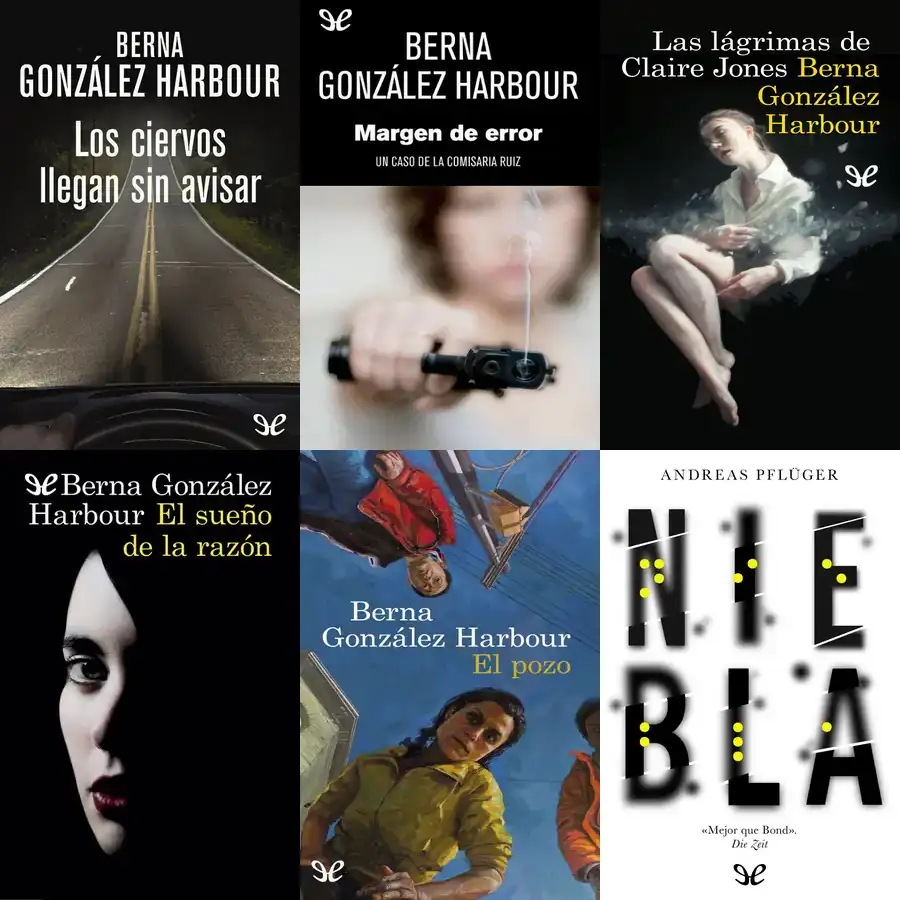 BERNA
GONZÁLEZ HARBOUR
Los ciervos
llegan sin avisar
BERNA
GONZÁLEZ HARBOUR
Margen de error
UN CASO DE LA COMISARIA RUIZ
Las lágrimas de
Claire Jones Berna
González
Harbour
Berna González
Harbour El sueño
de la razón
Berna
González Harbour
El pozo
ANDREAS PFLÜGER
NIE
BLA
«Mejor que Bond».
Die Zeit